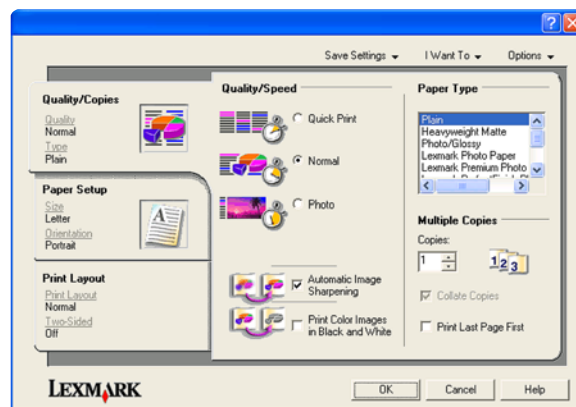 Save Settings
I Want To
Options
Quality/Copies
Quality
Normal
Type
Plain
Paper Setup
Size
Letter
Orientation
Portrait
Print Layout
Print Layout
Normal
Two-Sided
Off
Quality/Speed
Quick Print
Normal
Photo
Automatic Image
Sharpening
Print Color Images
in Black and White
Paper Type
Plain
Heavyweight Matte
Photo/Glossy
Lexmark Photo Paper
Lexmark Premium Photo
Multiple Copies
Copies:
1
1 2 3
Collate Copies
Print Last Page First
LEXMARK
OK
Cancel
Help